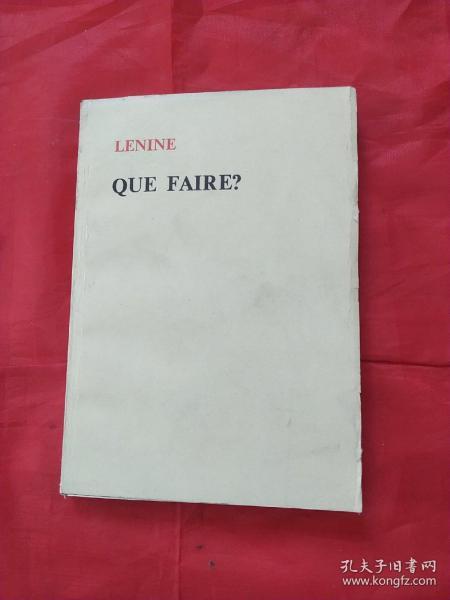 LENINE
QUE FAIRE?
孔夫子旧书网
www.kongfz.com